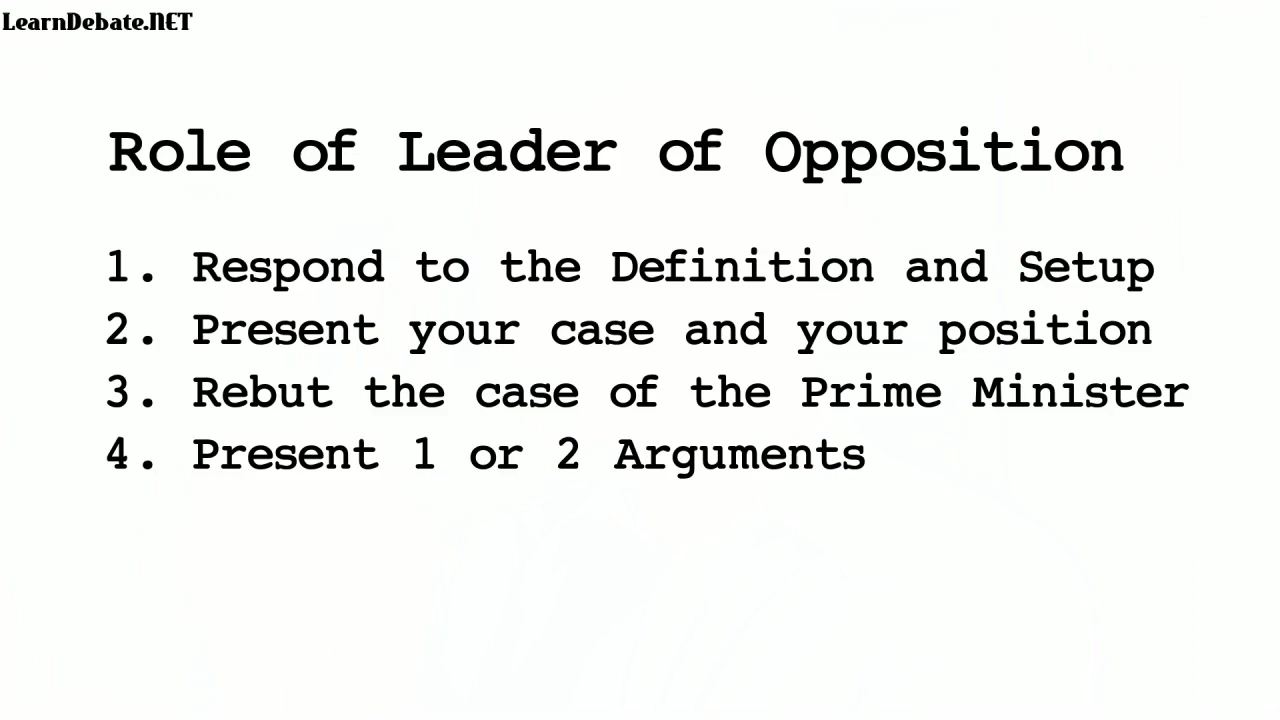 LearnDebate.NET
Role of Leader of Opposition
1. Respond to the Definition and Setup
2. Present your case and your position
3. Rebut the case of the Prime Minister
4. Present 1 or 2 Arguments